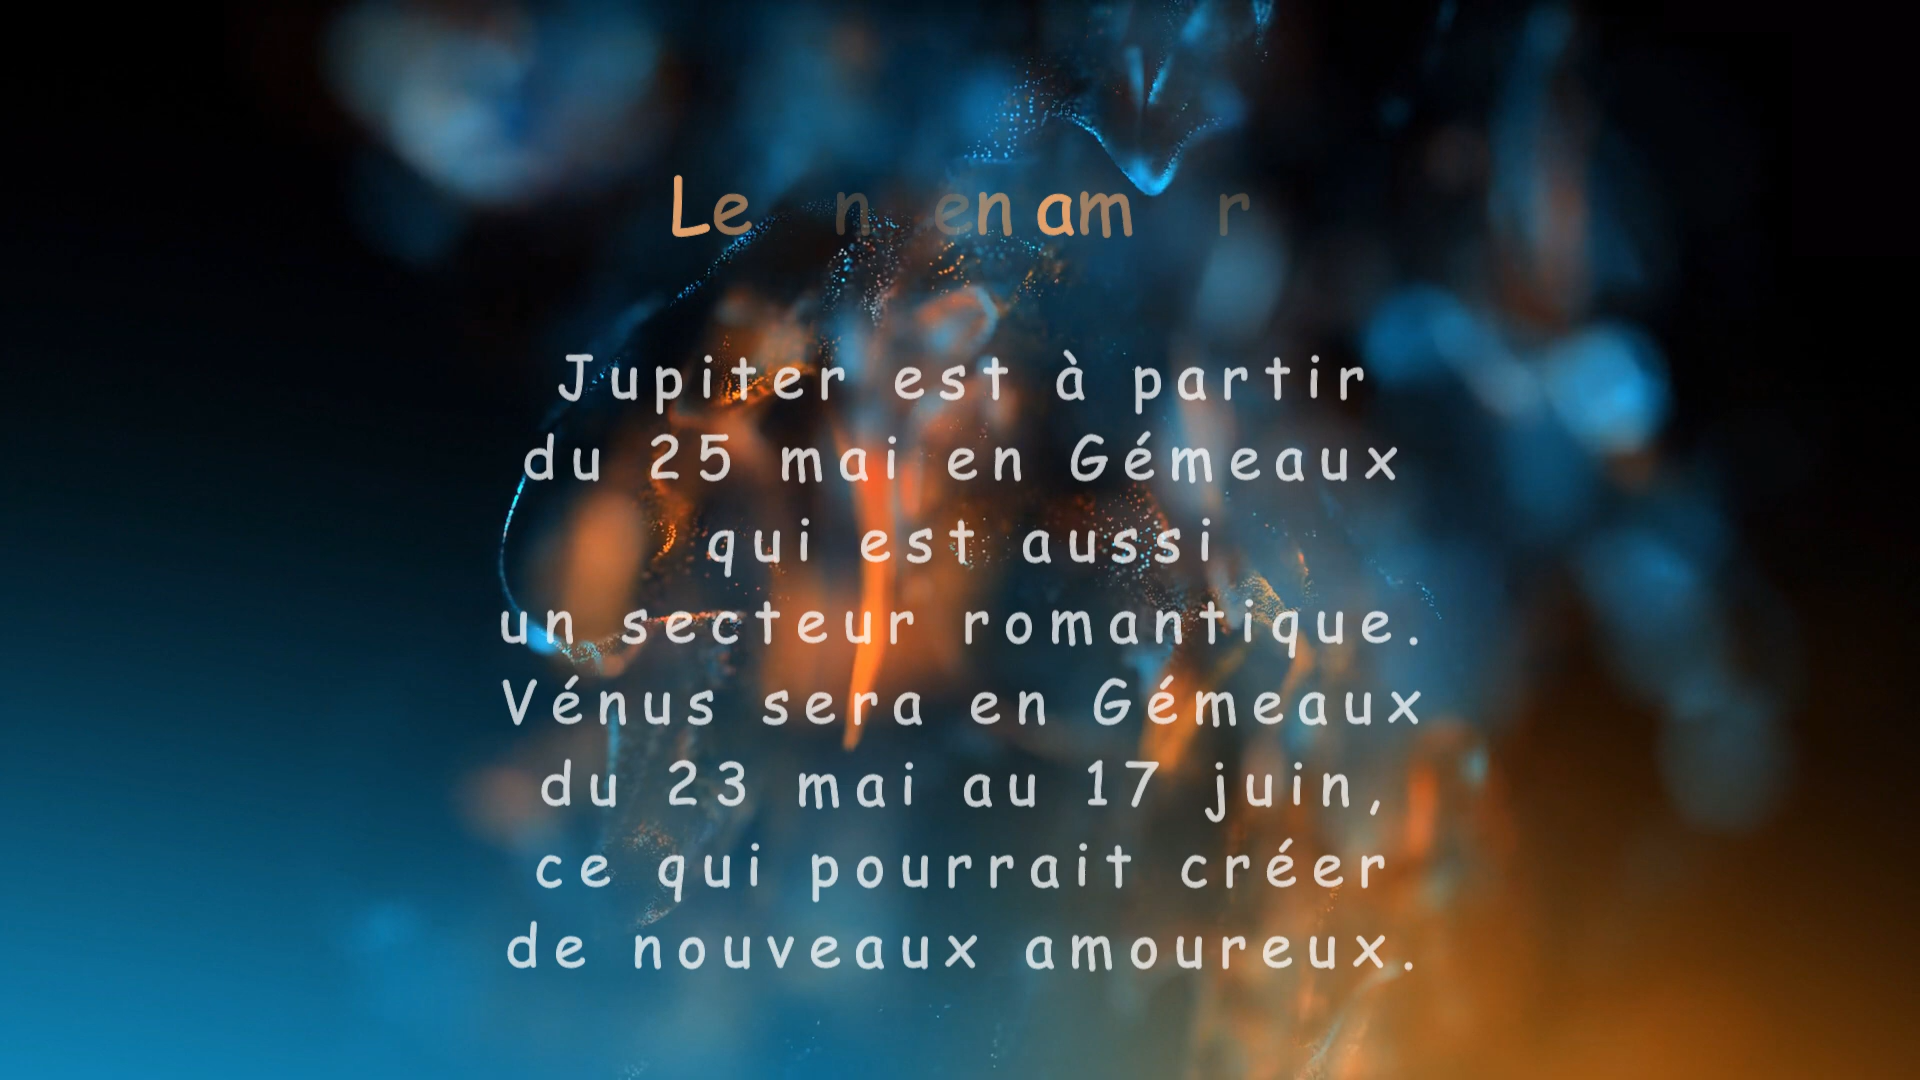 Le
Jupiter est à partir
du 25 mai en Gémeaux
qui est aussi
un secteur romantique.
Vénus sera en Gémeaux
du 23 mai au 17 juin,
ce qui pourrait créer
de nouveaux amoureux.